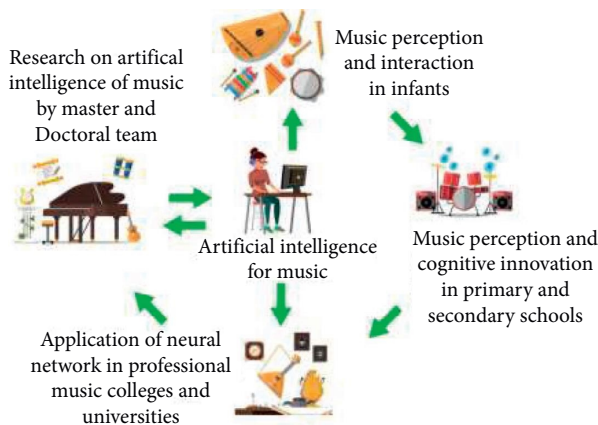 Research on artifical
intelligence of music
by master and
Doctoral team
Music perception
and interaction
in infants
Artificial intelligence
for music
Music perception and
cognitive innovation
in primary and
secondary schools
Application of neural
network in professional
music colleges and
universities